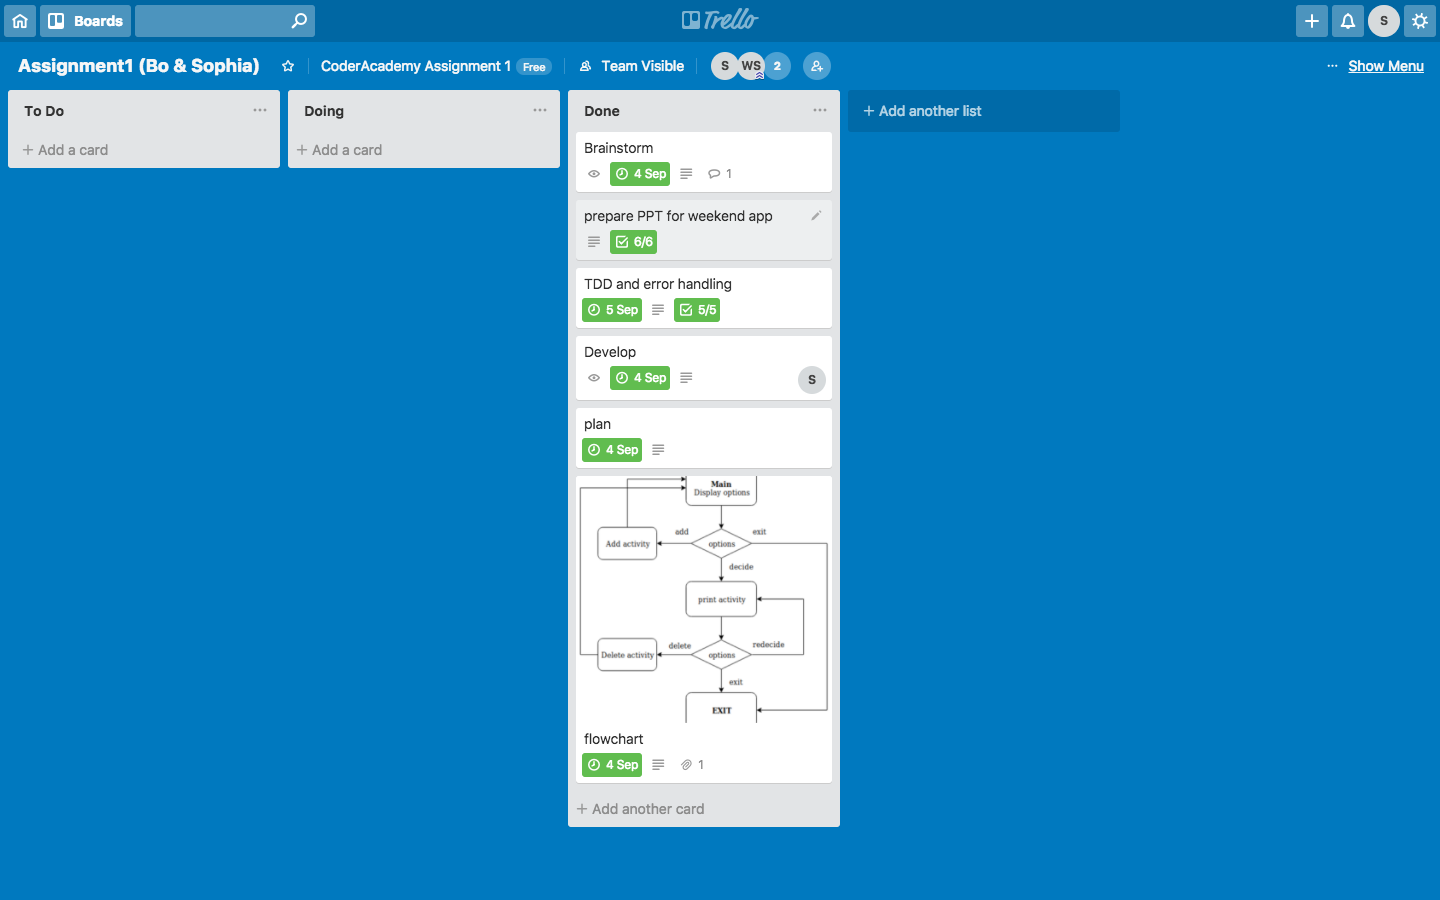 Boards
Trello
S
Assignment1 (Bo & Sophia)
CoderAcademy Assignment 1 Free
Team Visible
S WS 2
··· Show Menu
To Do
+ Add a card
Doing
+ Add a card
Done
Brainstorm
4 Sep 1
prepare PPT for weekend app
6/6
TDD and error handling
5 Sep 5/5
Develop
4 Sep
S
plan
4 Sep
Main
Display options
add
exit
Add activity
options
decide
print activity
delete
redecide
Delete activity
options
exit
EXIT
flowchart
4 Sep 1
+ Add another card
+ Add another list